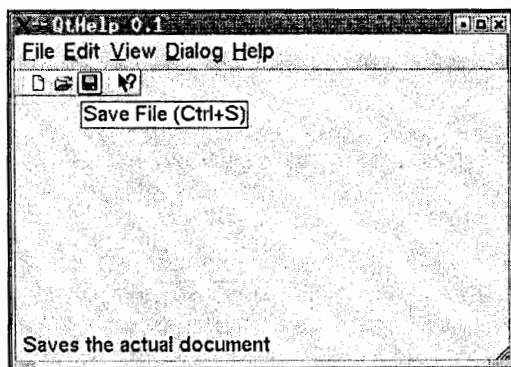 QtHelp 0.1
File Edit View Dialog Help
Save File (Ctrl+S)
Saves the actual document